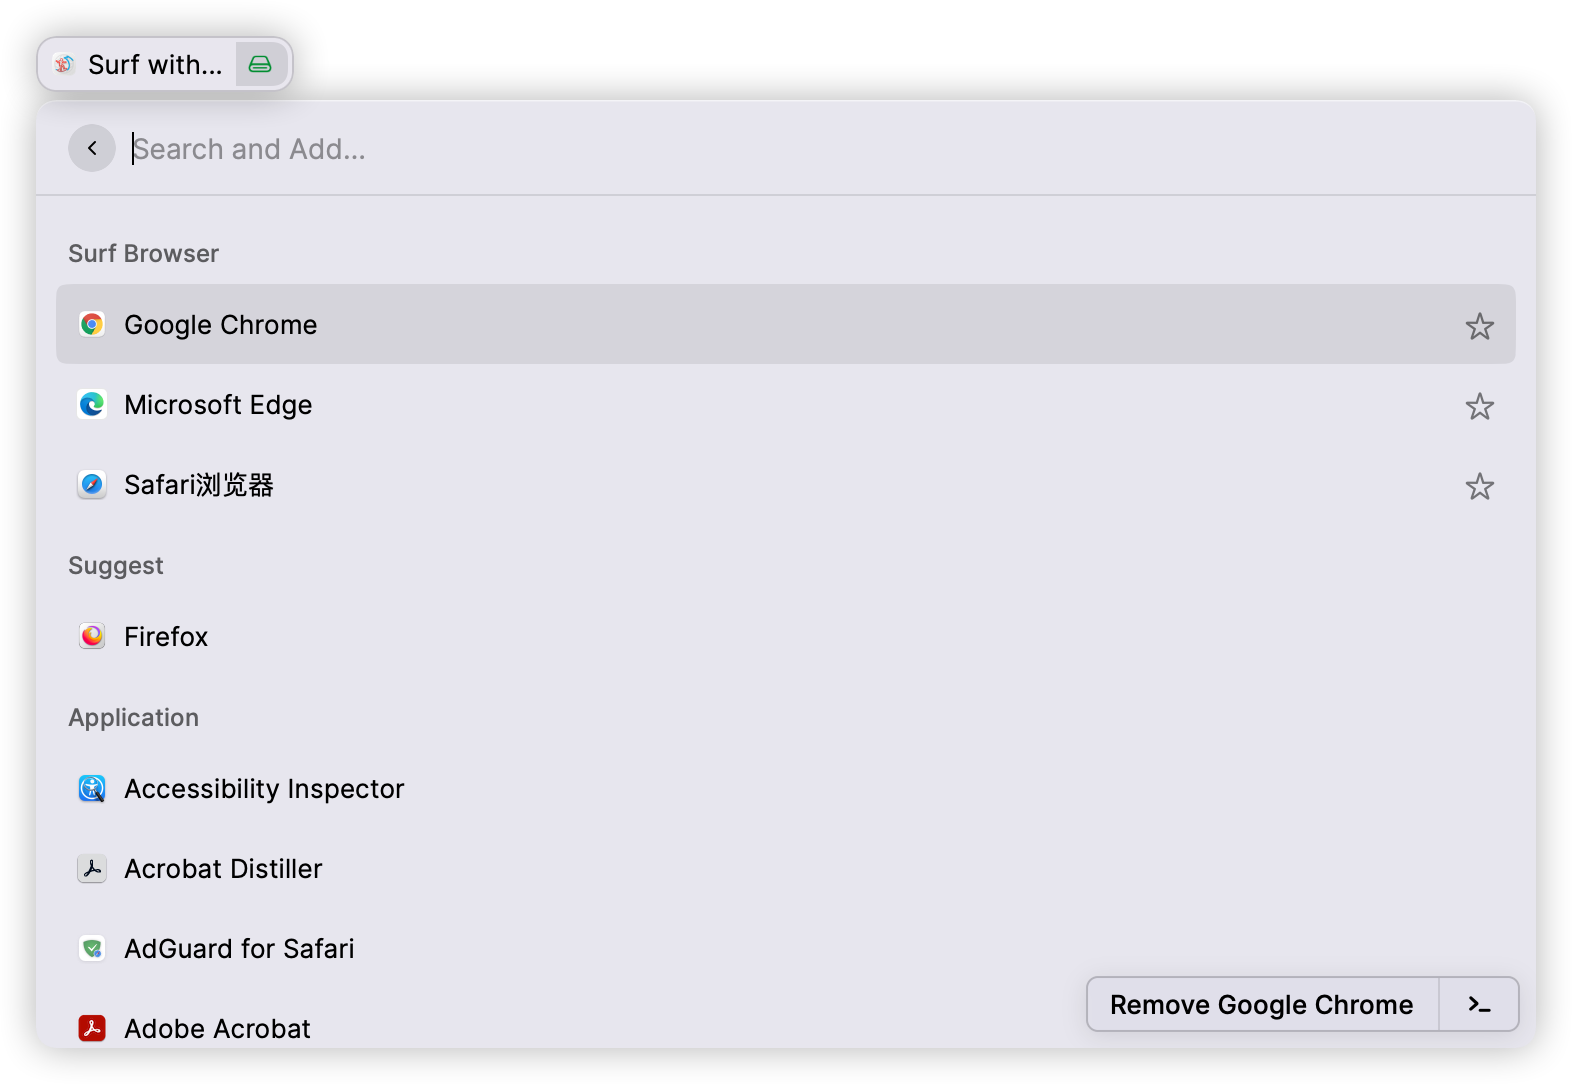 Surf with...
Search and Add...
Surf Browser
Google Chrome
Microsoft Edge
Safari浏览器
Suggest
Firefox
Application
Accessibility Inspector
Acrobat Distiller
AdGuard for Safari
Adobe Acrobat
Remove Google Chrome